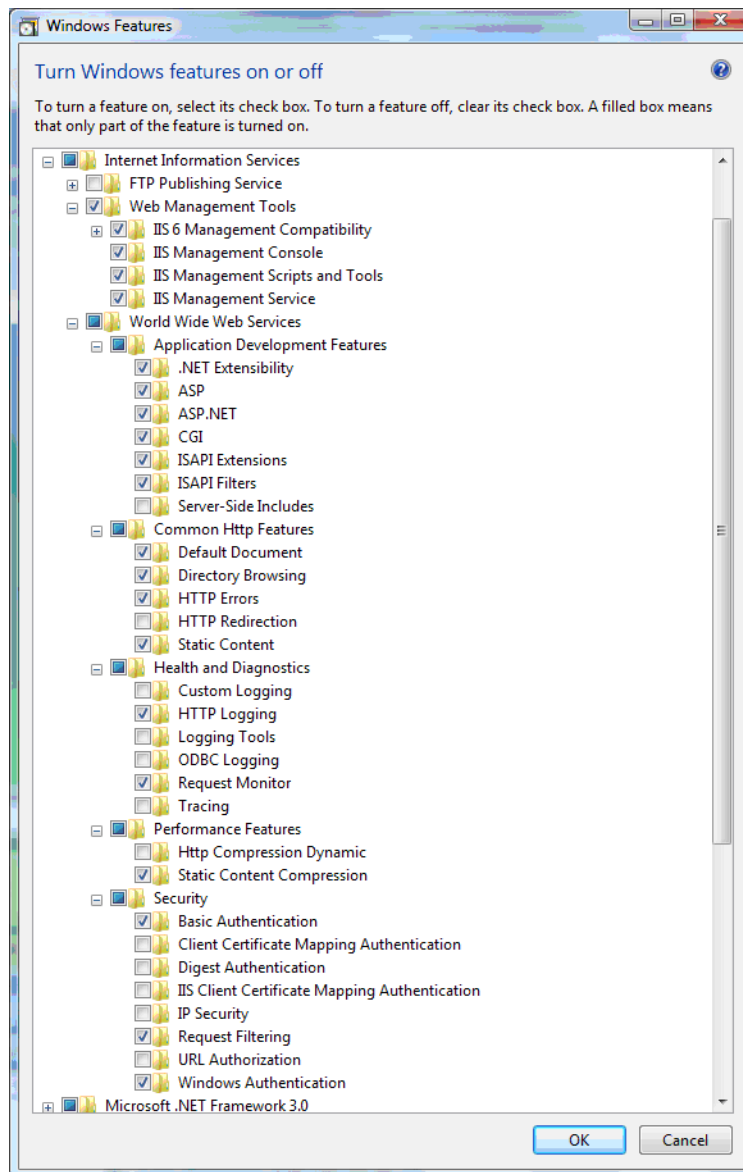 Windows Features
Turn Windows features on or off
To turn a feature on, select its check box. To turn a feature off, clear its check box. A filled box means
that only part of the feature is turned on.
Internet Information Services
FTP Publishing Service
Web Management Tools
IIS 6 Management Compatibility
IIS Management Console
IIS Management Scripts and Tools
IIS Management Service
World Wide Web Services
Application Development Features
.NET Extensibility
ASP
ASP.NET
CGI
ISAPI Extensions
ISAPI Filters
Server-Side Includes
Common Http Features
Default Document
Directory Browsing
HTTP Errors
HTTP Redirection
Static Content
Health and Diagnostics
Custom Logging
HTTP Logging
Logging Tools
ODBC Logging
Request Monitor
Tracing
Performance Features
Http Compression Dynamic
Static Content Compression
Security
Basic Authentication
Client Certificate Mapping Authentication
Digest Authentication
IIS Client Certificate Mapping Authentication
IP Security
Request Filtering
URL Authorization
Windows Authentication
Microsoft .NET Framework 3.0
OK Cancel